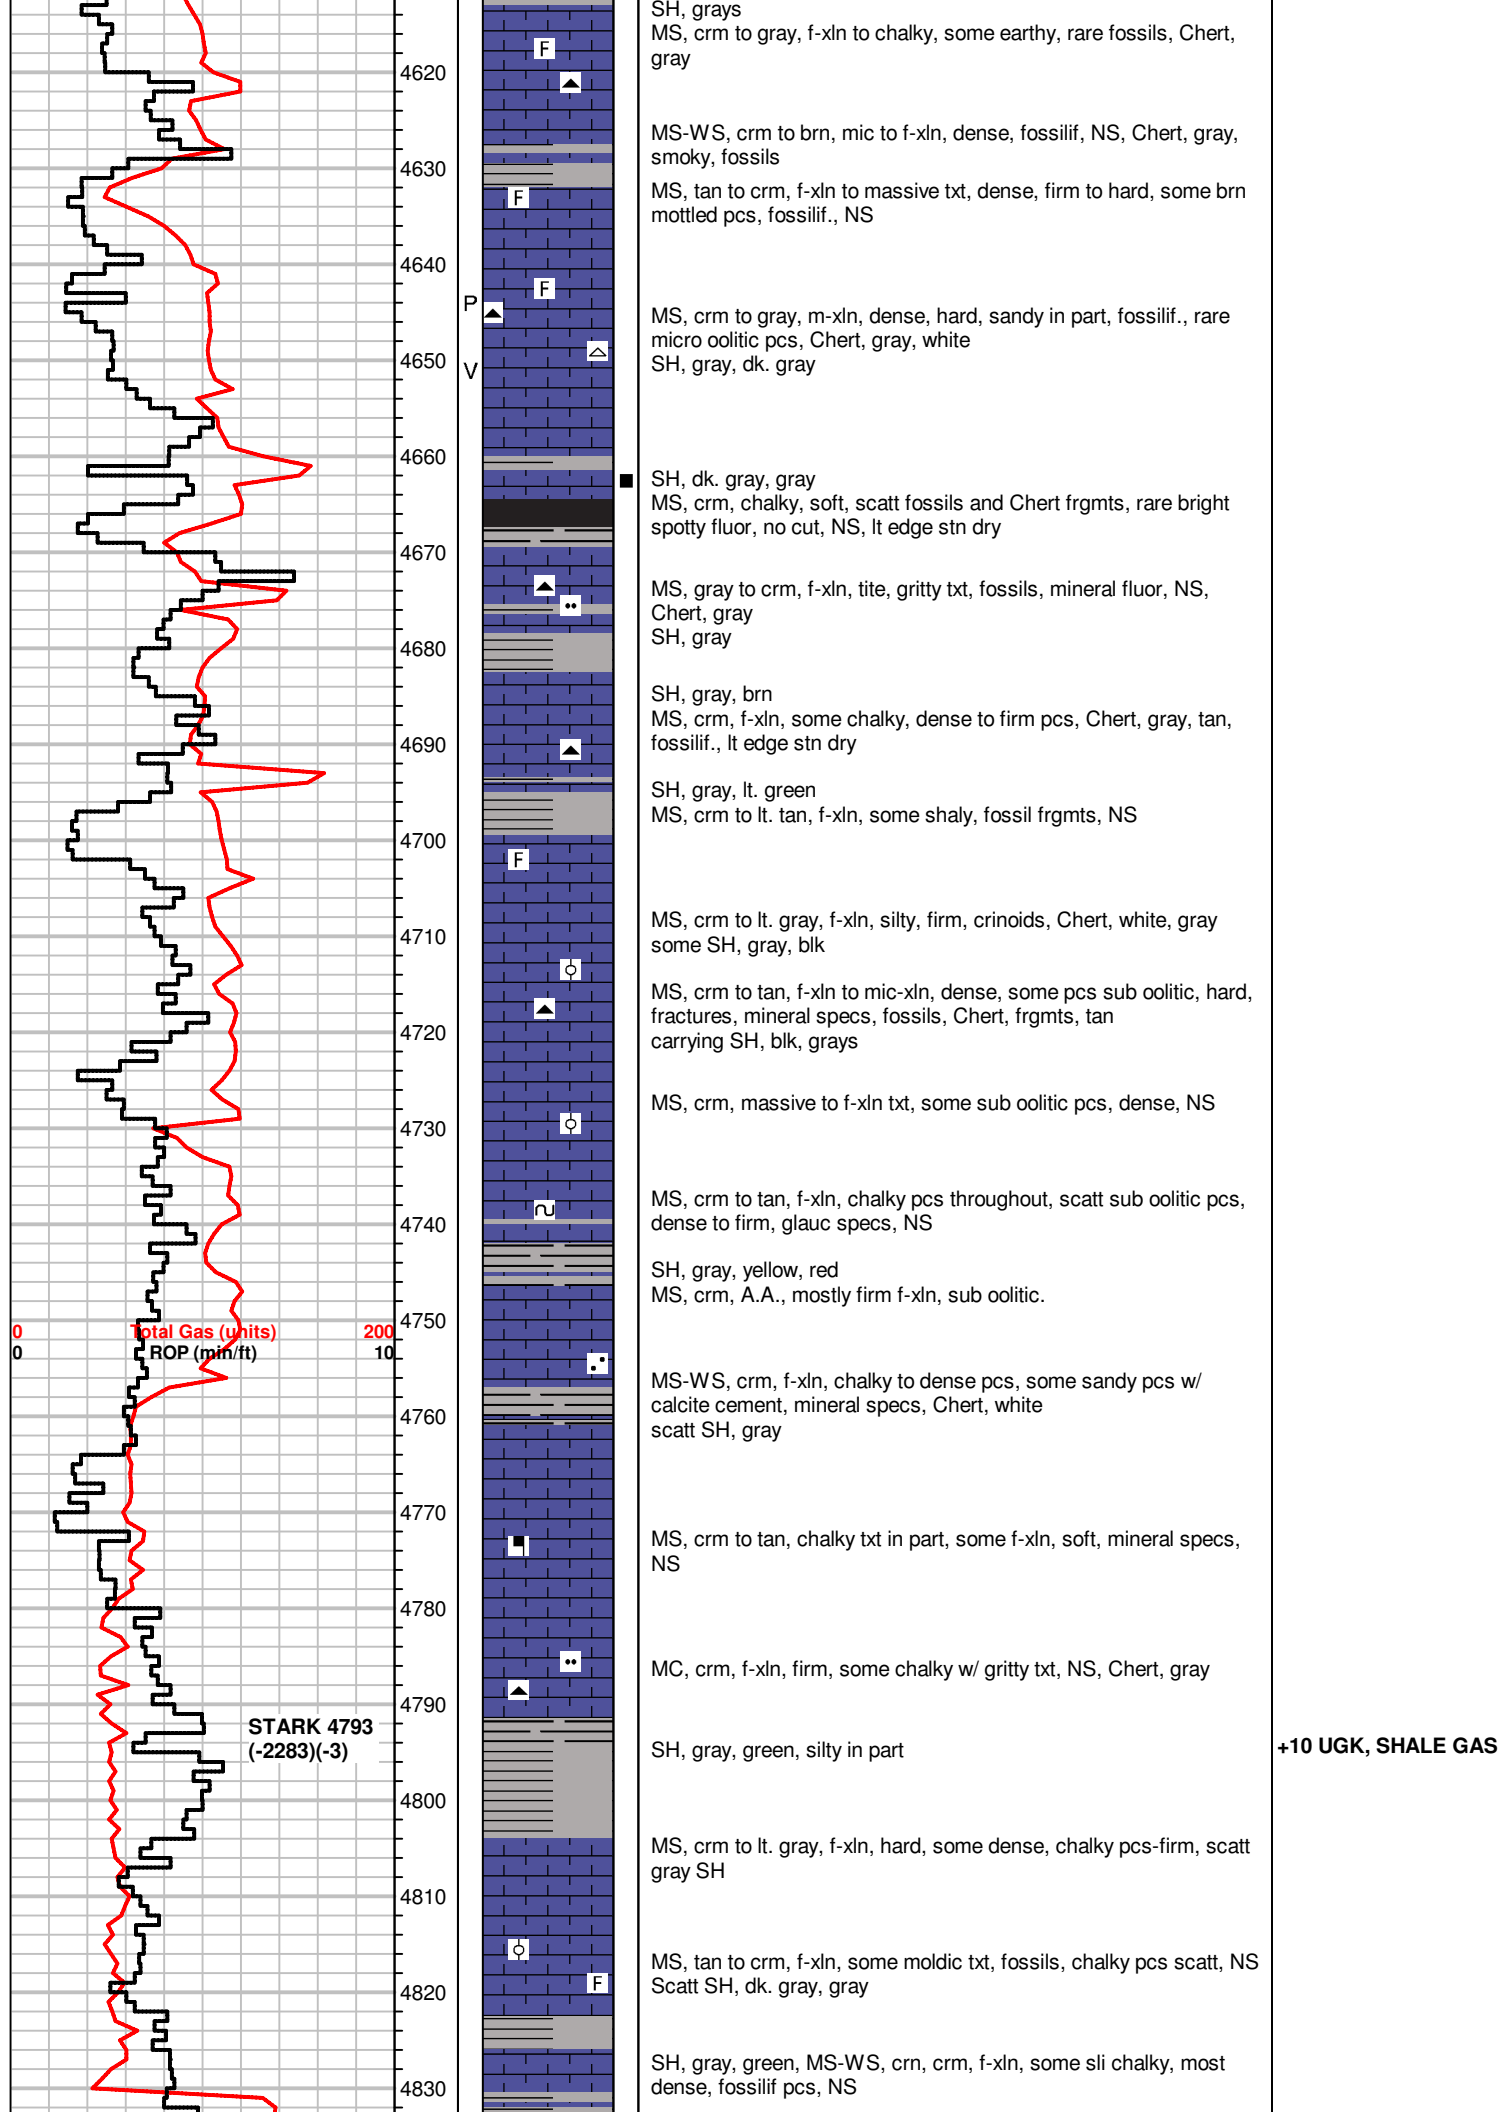 SH, grays
MS, crm to gray, f-xln to chalky, some earthy, rare fossils, Chert,
gray
F
4620
MS-WS, crm to brn, mic to f-xln, dense, fossilif, NS, Chert, gray,
smoky, fossils
4630
MS, tan to crm, f-xln to massive txt, dense, firm to hard, some brn
mottled pcs, fossilif., NS
F
4640
F
P
MS, crm to gray, m-xln, dense, hard, sandy in part, fossilif., rare
micro oolitic pcs, Chert, gray, white
SH, gray, dk. gray
4650
V
4660
SH, dk. gray, gray
MS, crm, chalky, soft, scatt fossils and Chert frgmts, rare bright
spotty fluor, no cut, NS, lt edge stn dry
4670
MS, gray to crm, f-xln, tite, gritty txt, fossils, mineral fluor, NS,
Chert, gray
SH, gray
4680
SH, gray, brn
MS, crm, f-xln, some chalky, dense to firm pcs, Chert, gray, tan,
fossilif., lt edge stn dry
4690
SH, gray, lt. green
MS, crm to lt. tan, f-xln, some shaly, fossil frgmts, NS
4700
F
4710
MS, crm to lt. gray, f-xln, silty, firm, crinoids, Chert, white, gray
some SH, gray, blk
MS, crm to tan, f-xln to mic-xln, dense, some pcs sub oolitic, hard,
fractures, mineral specs, fossils, Chert, frgmts, tan
carrying SH, blk, grays
4720
MS, crm, massive to f-xln txt, some sub oolitic pcs, dense, NS
4730
MS, crm to tan, f-xln, chalky pcs throughout, scatt sub oolitic pcs,
dense to firm, glauc specs, NS
4740
SH, gray, yellow, red
MS, crm, A.A., mostly firm f-xln, sub oolitic.
4750
0 Total Gas (units) 200
0 ROP (min/ft) 10
MS-WS, crm, f-xln, chalky to dense pcs, some sandy pcs w/
calcite cement, mineral specs, Chert, white
scatt SH, gray
4760
4770
MS, crm to tan, chalky txt in part, some f-xln, soft, mineral specs,
NS
4780
MC, crm, f-xln, firm, some chalky w/ gritty txt, NS, Chert, gray
4790
STARK 4793
(-2283)(-3)
SH, gray, green, silty in part
+10 UGK, SHALE GAS
4800
MS, crm to lt. gray, f-xln, hard, some dense, chalky pcs-firm, scatt
gray SH
4810
MS, tan to crm, f-xln, some moldic txt, fossils, chalky pcs scatt, NS
Scatt SH, dk. gray, gray
F
4820
SH, gray, green, MS-WS, crn, crm, f-xln, some sli chalky, most
dense, fossilif pcs, NS
4830